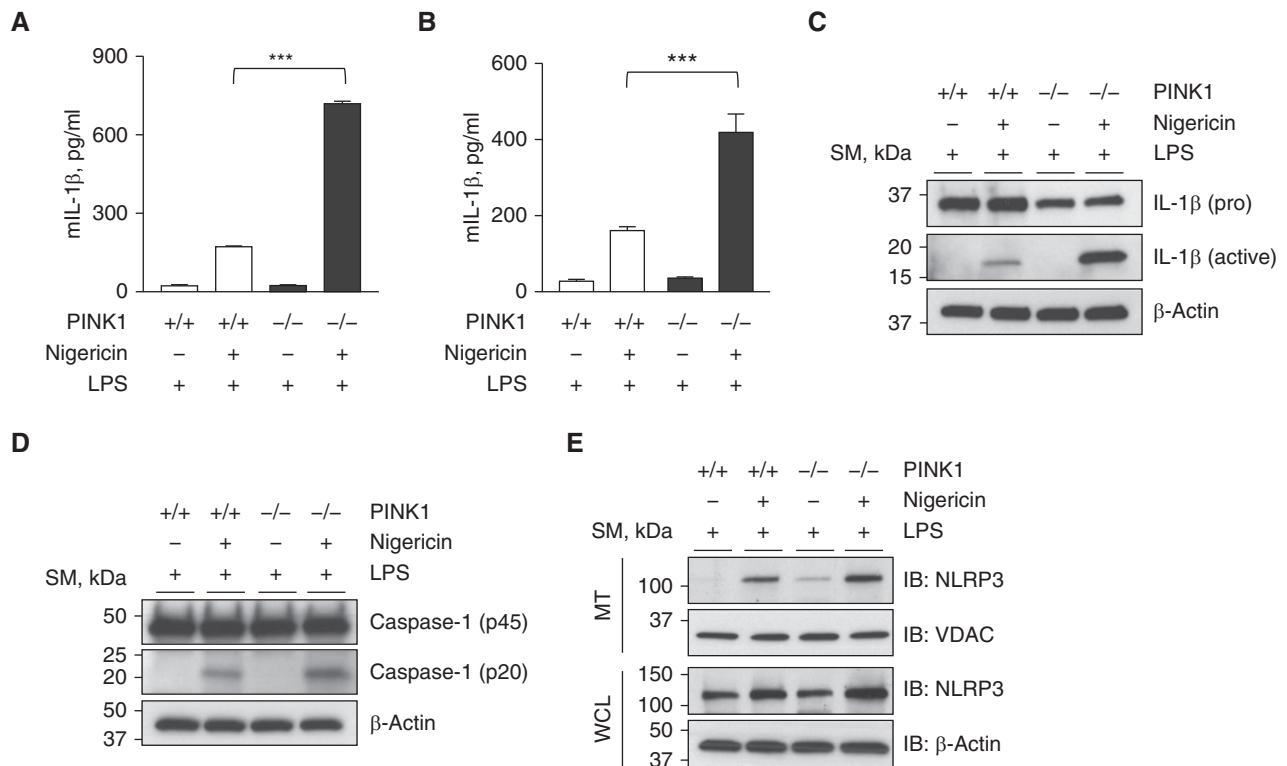 A
900
600
300
0
mIL-1β, pg/ml
***
PINK1 +/+ +/+ –/– –/–
Nigericin – + – +
LPS + + + +
B
600
400
200
0
mIL-1β, pg/ml
***
PINK1 +/+ +/+ –/– –/–
Nigericin – + – +
LPS + + + +
C
+/+ +/+ –/– –/– PINK1
– + – + Nigericin
SM, kDa + + + + LPS
37 IL-1β (pro)
20
15
IL-1β (active)
37 β-Actin
D
+/+ +/+ –/– –/– PINK1
– + – + Nigericin
SM, kDa + + + + LPS
50 Caspase-1 (p45)
25
20
Caspase-1 (p20)
50
37
β-Actin
E
+/+ +/+ –/– –/– PINK1
– + – + Nigericin
SM, kDa + + + + LPS
MT
100 IB: NLRP3
37 IB: VDAC
WCL
150
100
IB: NLRP3
50
37
IB: β-Actin